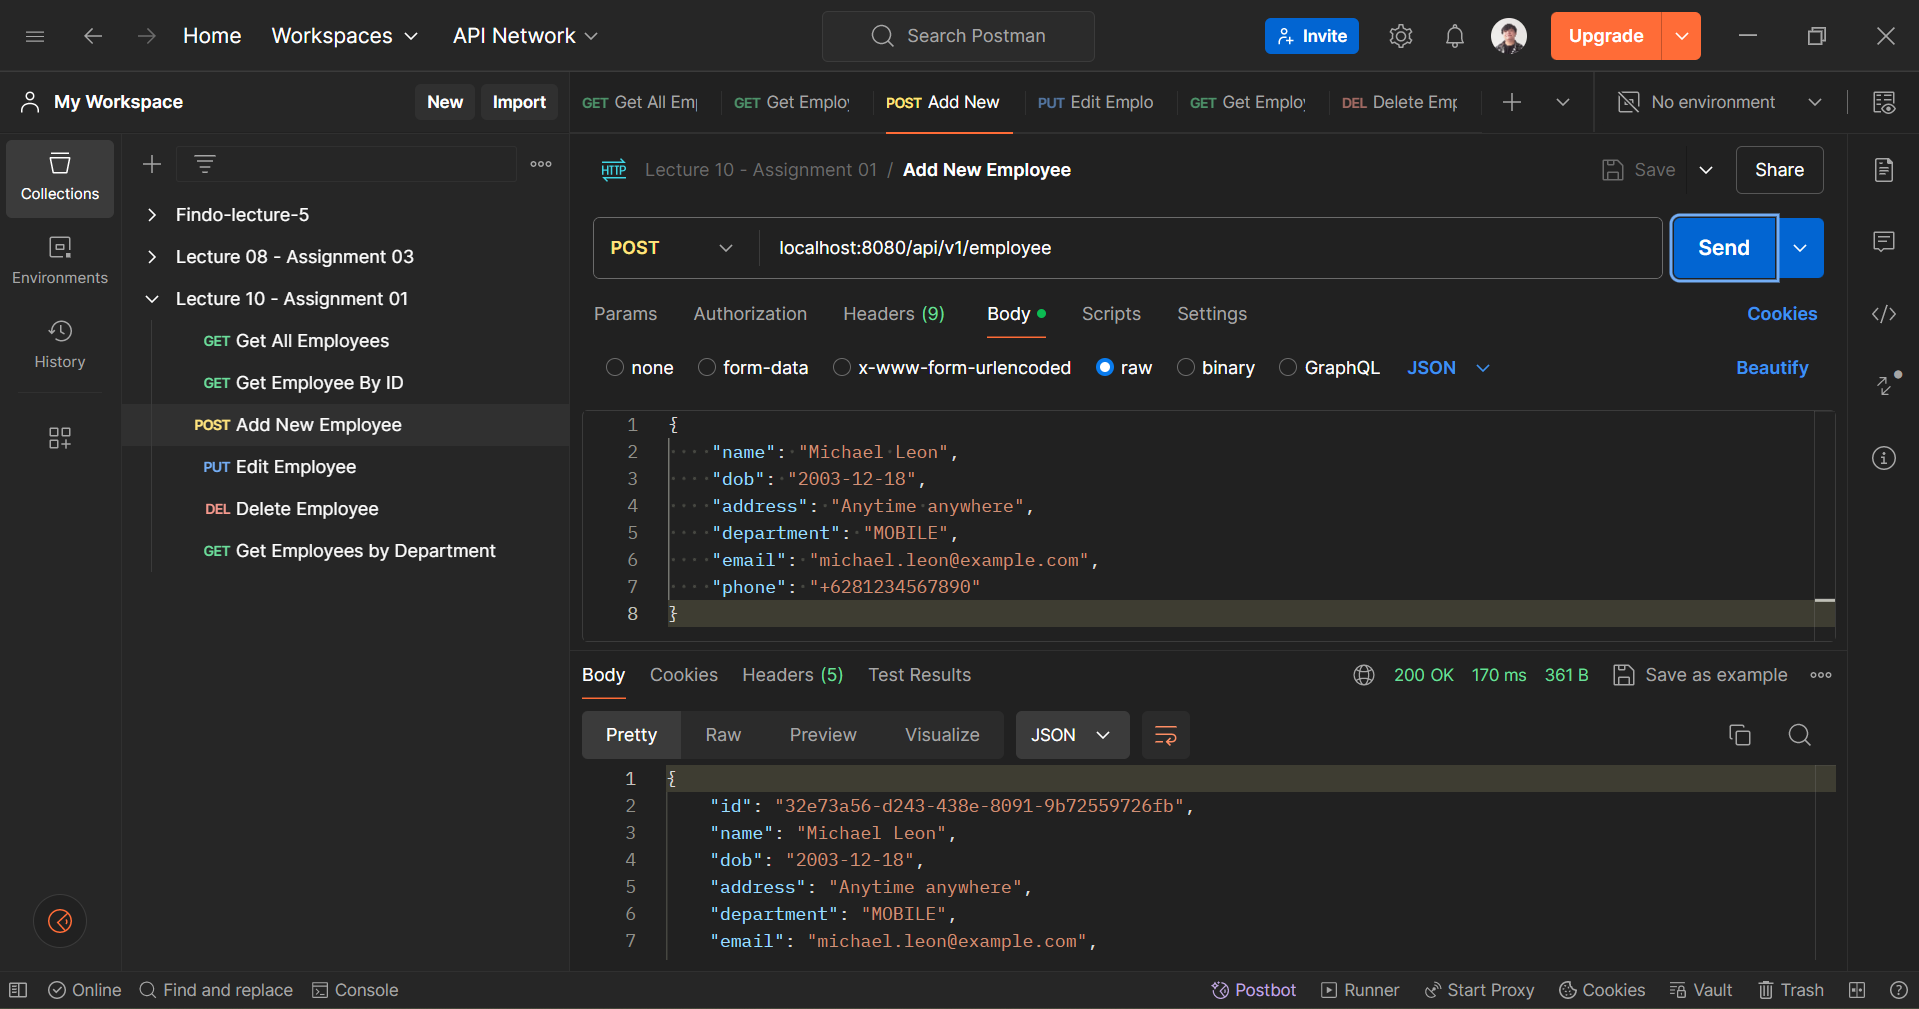 Home Workspaces API Network Search Postman Invite Upgrade
My Workspace New Import
GET Get All Em GET Get Emplo POST Add New PUT Edit Emplo GET Get Emplo DEL Delete Emp No environment
Collections
Environments
History
Findo-lecture-5
Lecture 08 - Assignment 03
Lecture 10 - Assignment 01
GET Get All Employees
GET Get Employee By ID
POST Add New Employee
PUT Edit Employee
DEL Delete Employee
GET Get Employees by Department
HTTP Lecture 10 - Assignment 01 / Add New Employee Save Share
POST localhost:8080/api/v1/employee Send
Params Authorization Headers (9) Body Scripts Settings Cookies
none form-data x-www-form-urlencoded raw binary GraphQL JSON Beautify
1 {
2 "name": "Michael Leon",
3 "dob": "2003-12-18",
4 "address": "Anytime anywhere",
5 "department": "MOBILE",
6 "email": "michael.leon@example.com",
7 "phone": "+6281234567890"
8 }
Body Cookies Headers (5) Test Results 200 OK 170 ms 361 B Save as example
Pretty Raw Preview Visualize JSON
1 {
2 "id": "32e73a56-d243-438e-8091-9b72559726fb",
3 "name": "Michael Leon",
4 "dob": "2003-12-18",
5 "address": "Anytime anywhere",
6 "department": "MOBILE",
7 "email": "michael.leon@example.com",
Online Find and replace Console Postbot Runner Start Proxy Cookies Vault Trash